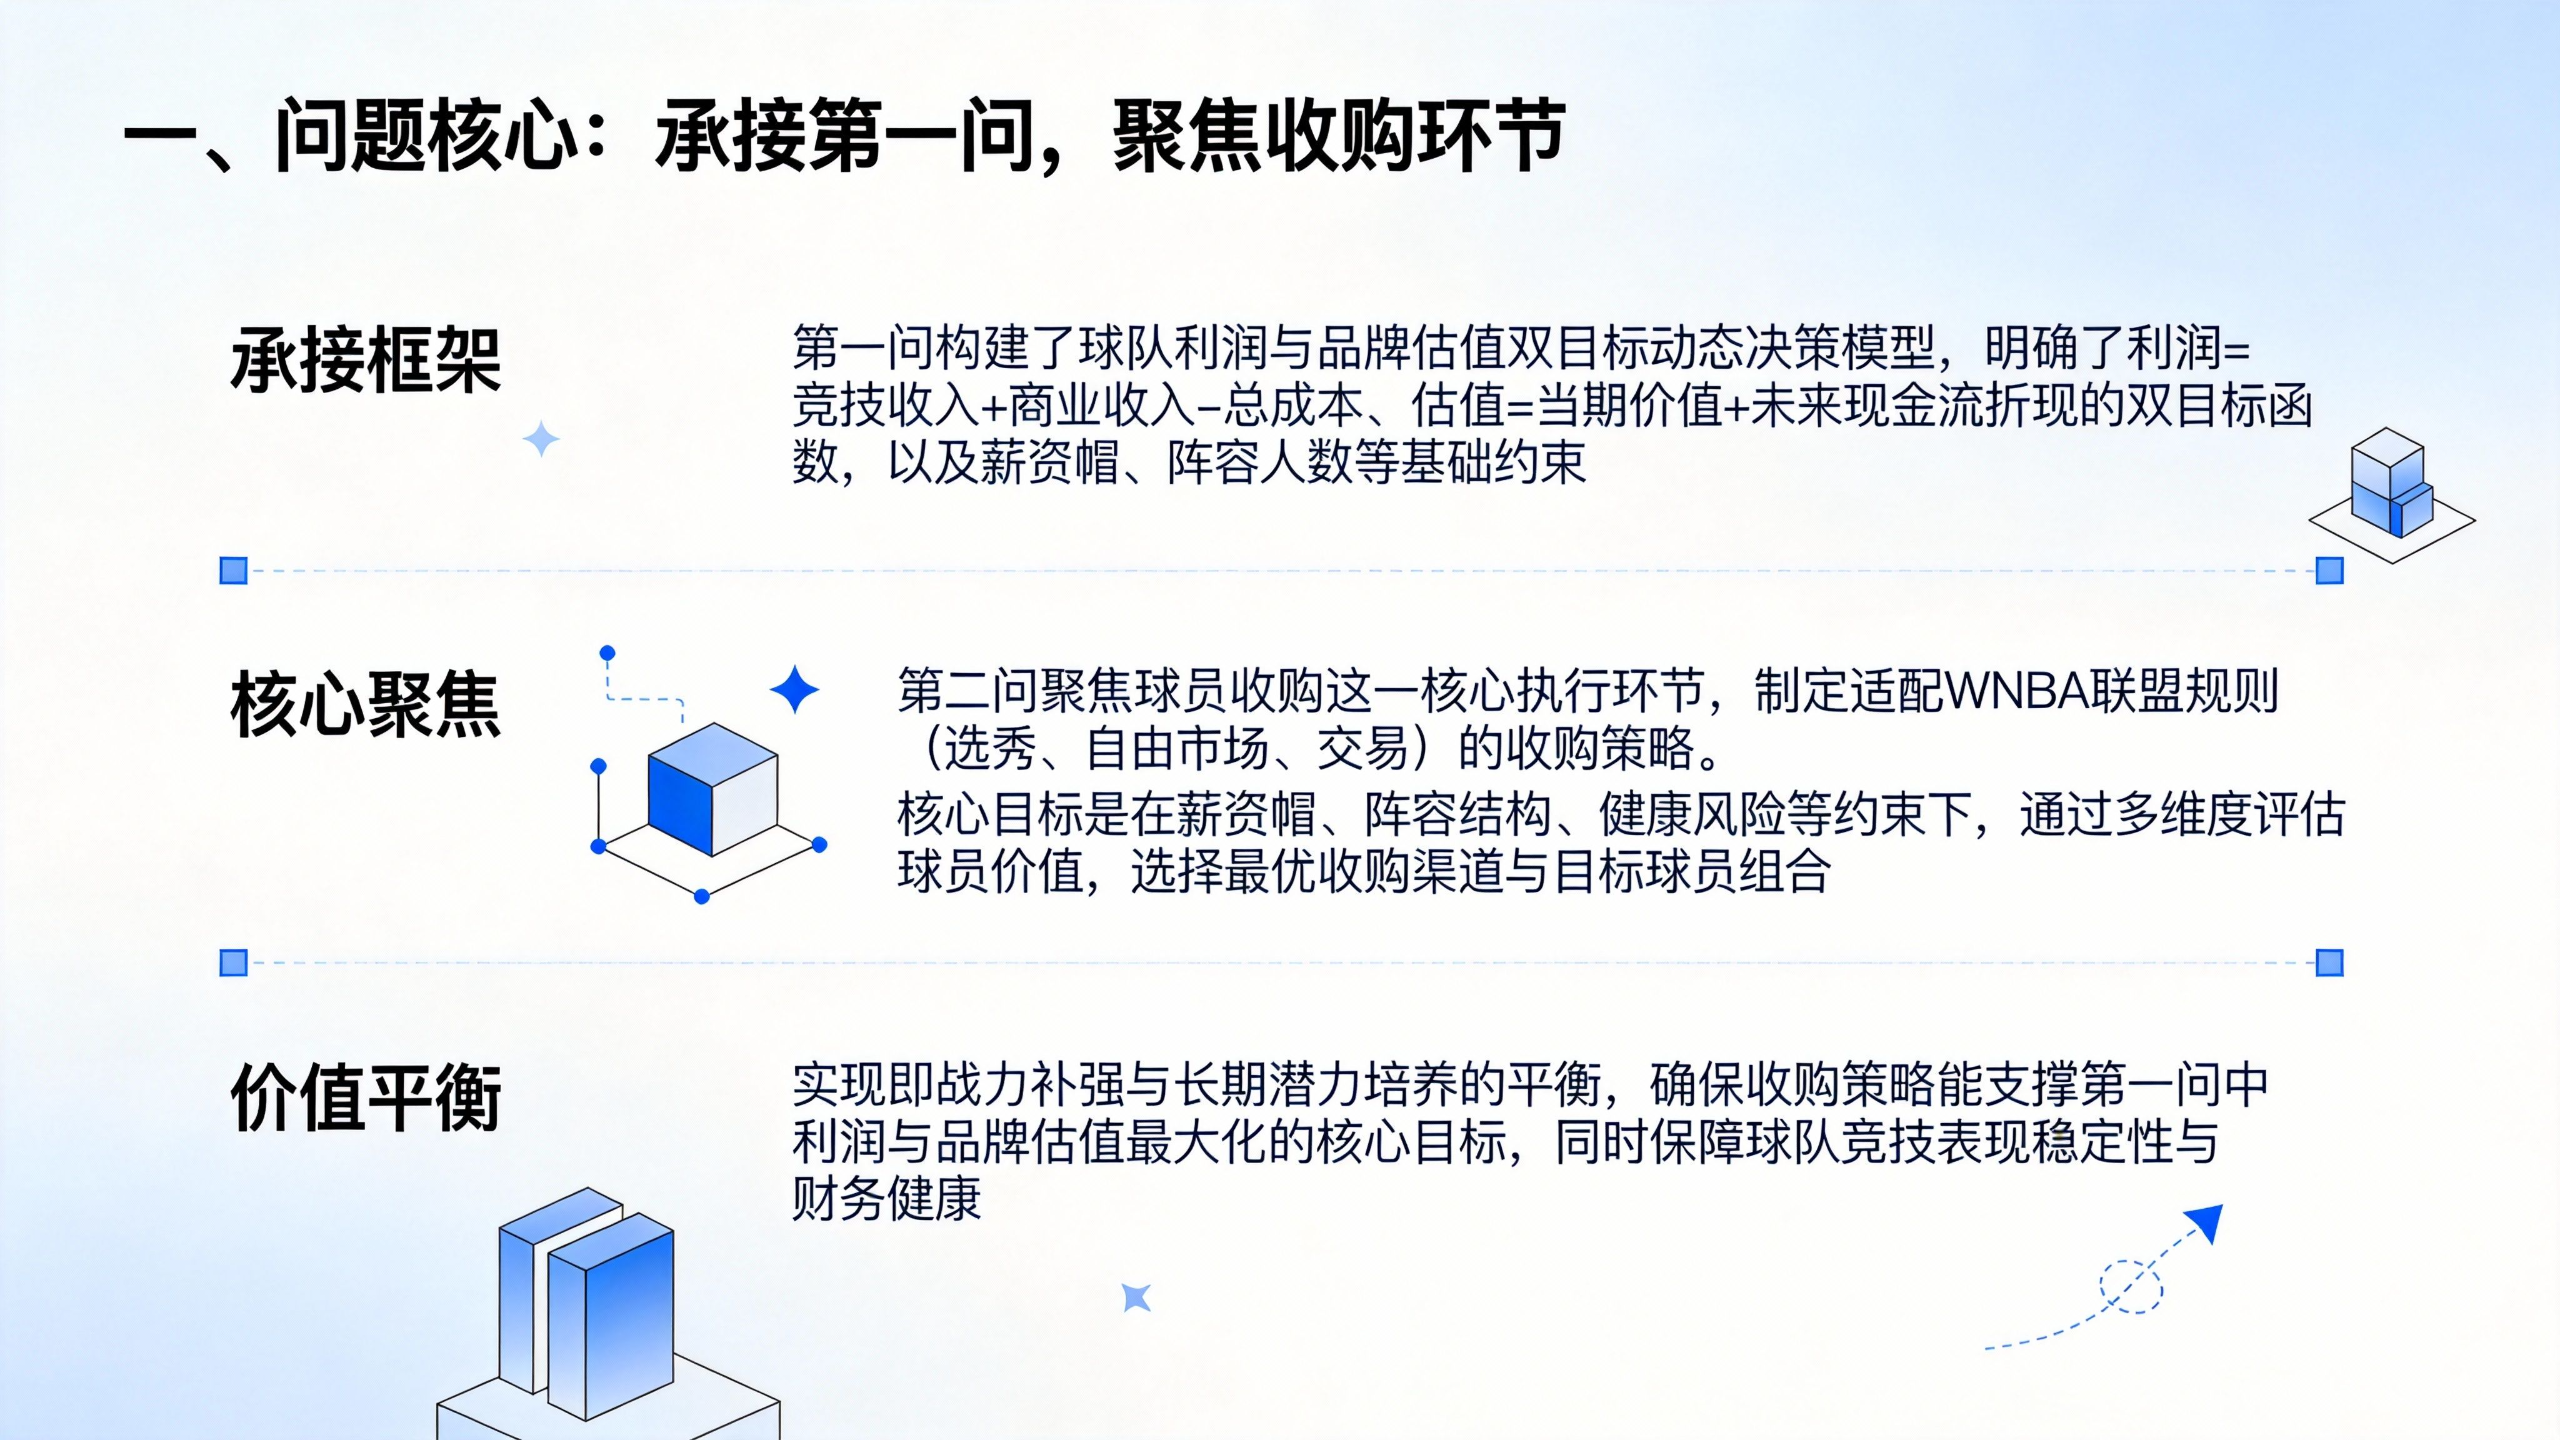 一、问题核心：承接第一问，聚焦收购环节
承接框架
第一问构建了球队利润与品牌估值双目标动态决策模型，明确了利润=
竞技收入+商业收入–总成本、估值=当期价值+未来现金流折现的双目标函
数，以及薪资帽、阵容人数等基础约束
核心聚焦
第二问聚焦球员收购这一核心执行环节，制定适配WNBA联盟规则
（选秀、自由市场、交易）的收购策略。
核心目标是在薪资帽、阵容结构、健康风险等约束下，通过多维度评估
球员价值，选择最优收购渠道与目标球员组合
价值平衡
实现即战力补强与长期潜力培养的平衡，确保收购策略能支撑第一问中
利润与品牌估值最大化的核心目标，同时保障球队竞技表现稳定性与
财务健康